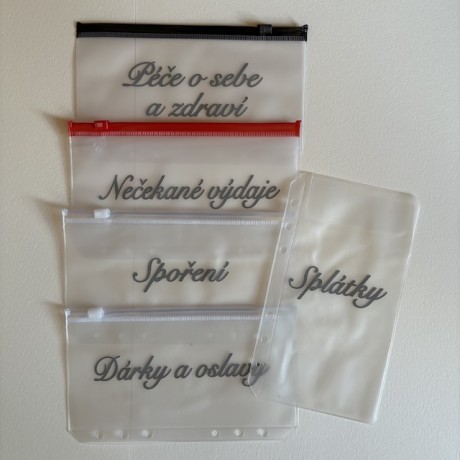 Péče o sebe
a zdraví
Nečekané výdaje
Spoření
Splátky
Dárky a oslavy